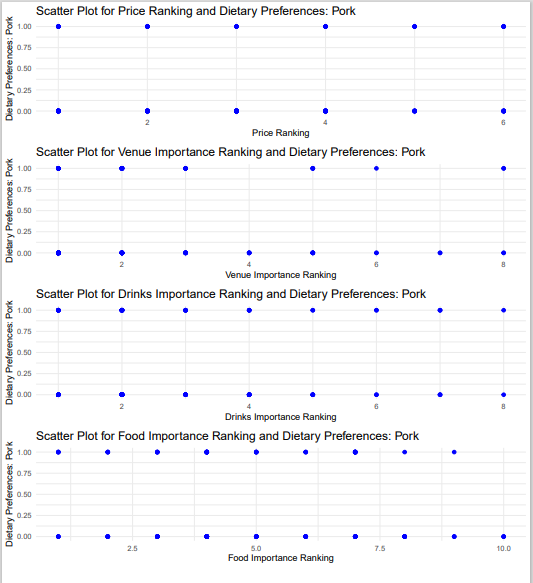 Scatter Plot for Price Ranking and Dietary Preferences: Pork
Dietary Preferences: Pork
1.00
0.75
0.50
0.25
0.00
2 4 6
Price Ranking
Scatter Plot for Venue Importance Ranking and Dietary Preferences: Pork
Dietary Preferences: Pork
1.00
0.75
0.50
0.25
0.00
2 4 6 8
Venue Importance Ranking
Scatter Plot for Drinks Importance Ranking and Dietary Preferences: Pork
Dietary Preferences: Pork
1.00
0.75
0.50
0.25
0.00
2 4 6 8
Drinks Importance Ranking
Scatter Plot for Food Importance Ranking and Dietary Preferences: Pork
Dietary Preferences: Pork
1.00
0.75
0.50
0.25
0.00
2.5 5.0 7.5 10.0
Food Importance Ranking